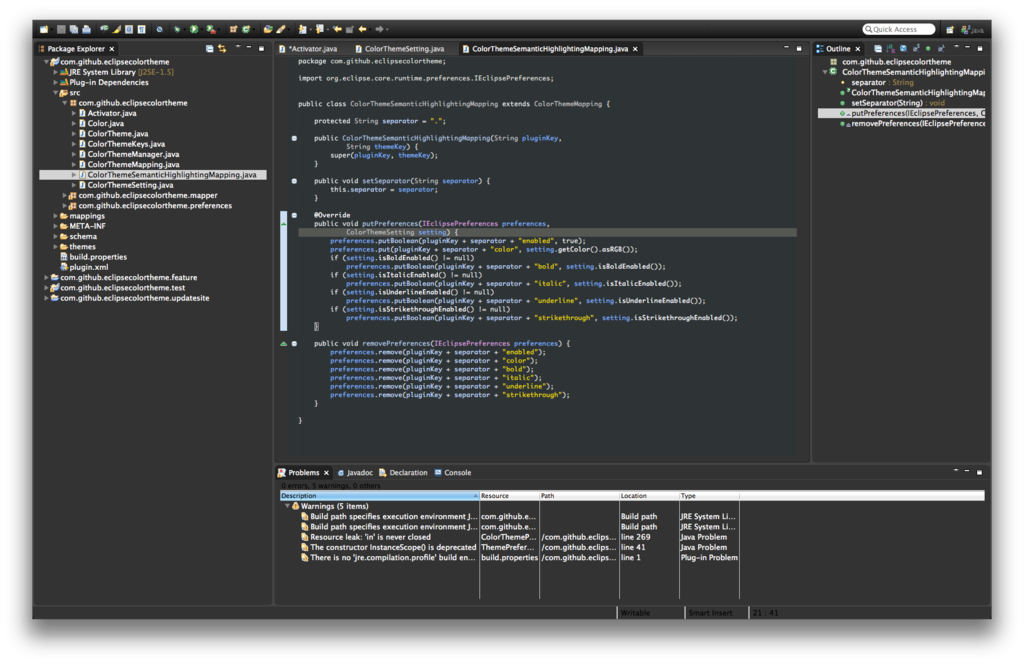 Quick Access
Java
Package Explorer
*Activator.java
ColorThemeSetting.java
ColorThemeSemanticHighlightingMapping.java
Outline
com.github.eclipsecolortheme
JRE System Library [J2SE-1.5]
Plug-in Dependencies
src
com.github.eclipsecolortheme
Activator.java
Color.java
ColorTheme.java
ColorThemeKeys.java
ColorThemeManager.java
ColorThemeMapping.java
ColorThemeSemanticHighlightingMapping.java
ColorThemeSetting.java
com.github.eclipsecolortheme.mapper
com.github.eclipsecolortheme.preferences
mappings
META-INF
schema
themes
build.properties
plugin.xml
com.github.eclipsecolortheme.feature
com.github.eclipsecolortheme.test
com.github.eclipsecolortheme.updatesite
package com.github.eclipsecolortheme;
import org.eclipse.core.runtime.preferences.IEclipsePreferences;
public class ColorThemeSemanticHighlightingMapping extends ColorThemeMapping {
protected String separator = ".";
public ColorThemeSemanticHighlightingMapping(String pluginKey,
String themeKey) {
super(pluginKey, themeKey);
}
public void setSeparator(String separator) {
this.separator = separator;
}
@Override
public void putPreferences(IEclipsePreferences preferences,
ColorThemeSetting setting) {
preferences.putBoolean(pluginKey + separator + "enabled", true);
preferences.put(pluginKey + separator + "color", setting.getColor().asRGB());
if (setting.isBoldEnabled() != null)
preferences.putBoolean(pluginKey + separator + "bold", setting.isBoldEnabled());
if (setting.isItalicEnabled() != null)
preferences.putBoolean(pluginKey + separator + "italic", setting.isItalicEnabled());
if (setting.isUnderlineEnabled() != null)
preferences.putBoolean(pluginKey + separator + "underline", setting.isUnderlineEnabled());
if (setting.isStrikethroughEnabled() != null)
preferences.putBoolean(pluginKey + separator + "strikethrough", setting.isStrikethroughEnabled());
}
public void removePreferences(IEclipsePreferences preferences) {
preferences.remove(pluginKey + separator + "enabled");
preferences.remove(pluginKey + separator + "color");
preferences.remove(pluginKey + separator + "bold");
preferences.remove(pluginKey + separator + "italic");
preferences.remove(pluginKey + separator + "underline");
preferences.remove(pluginKey + separator + "strikethrough");
}
}
com.github.eclipsecolortheme
ColorThemeSemanticHighlightingMappi
separator : String
ColorThemeSemanticHighlightingMap
setSeparator(String) : void
putPreferences(IEclipsePreferences, C
removePreferences(IEclipsePreference
Problems
Javadoc
Declaration
Console
0 errors, 5 warnings, 0 others
Description Resource Path Location Type
Warnings (5 items)
Build path specifies execution environment J... com.github.e... Build path JRE System Li...
Build path specifies execution environment J... com.github.e... Build path JRE System Li...
Resource leak: 'in' is never closed ColorThemeP... /com.github.eclips... line 269 Java Problem
The constructor InstanceScope() is deprecated ThemePrefer... /com.github.eclips... line 41 Java Problem
There is no 'jre.compilation.profile' build en... build.properties /com.github.eclips... line 1 Plug-in Problem
Writable Smart Insert 21 : 41